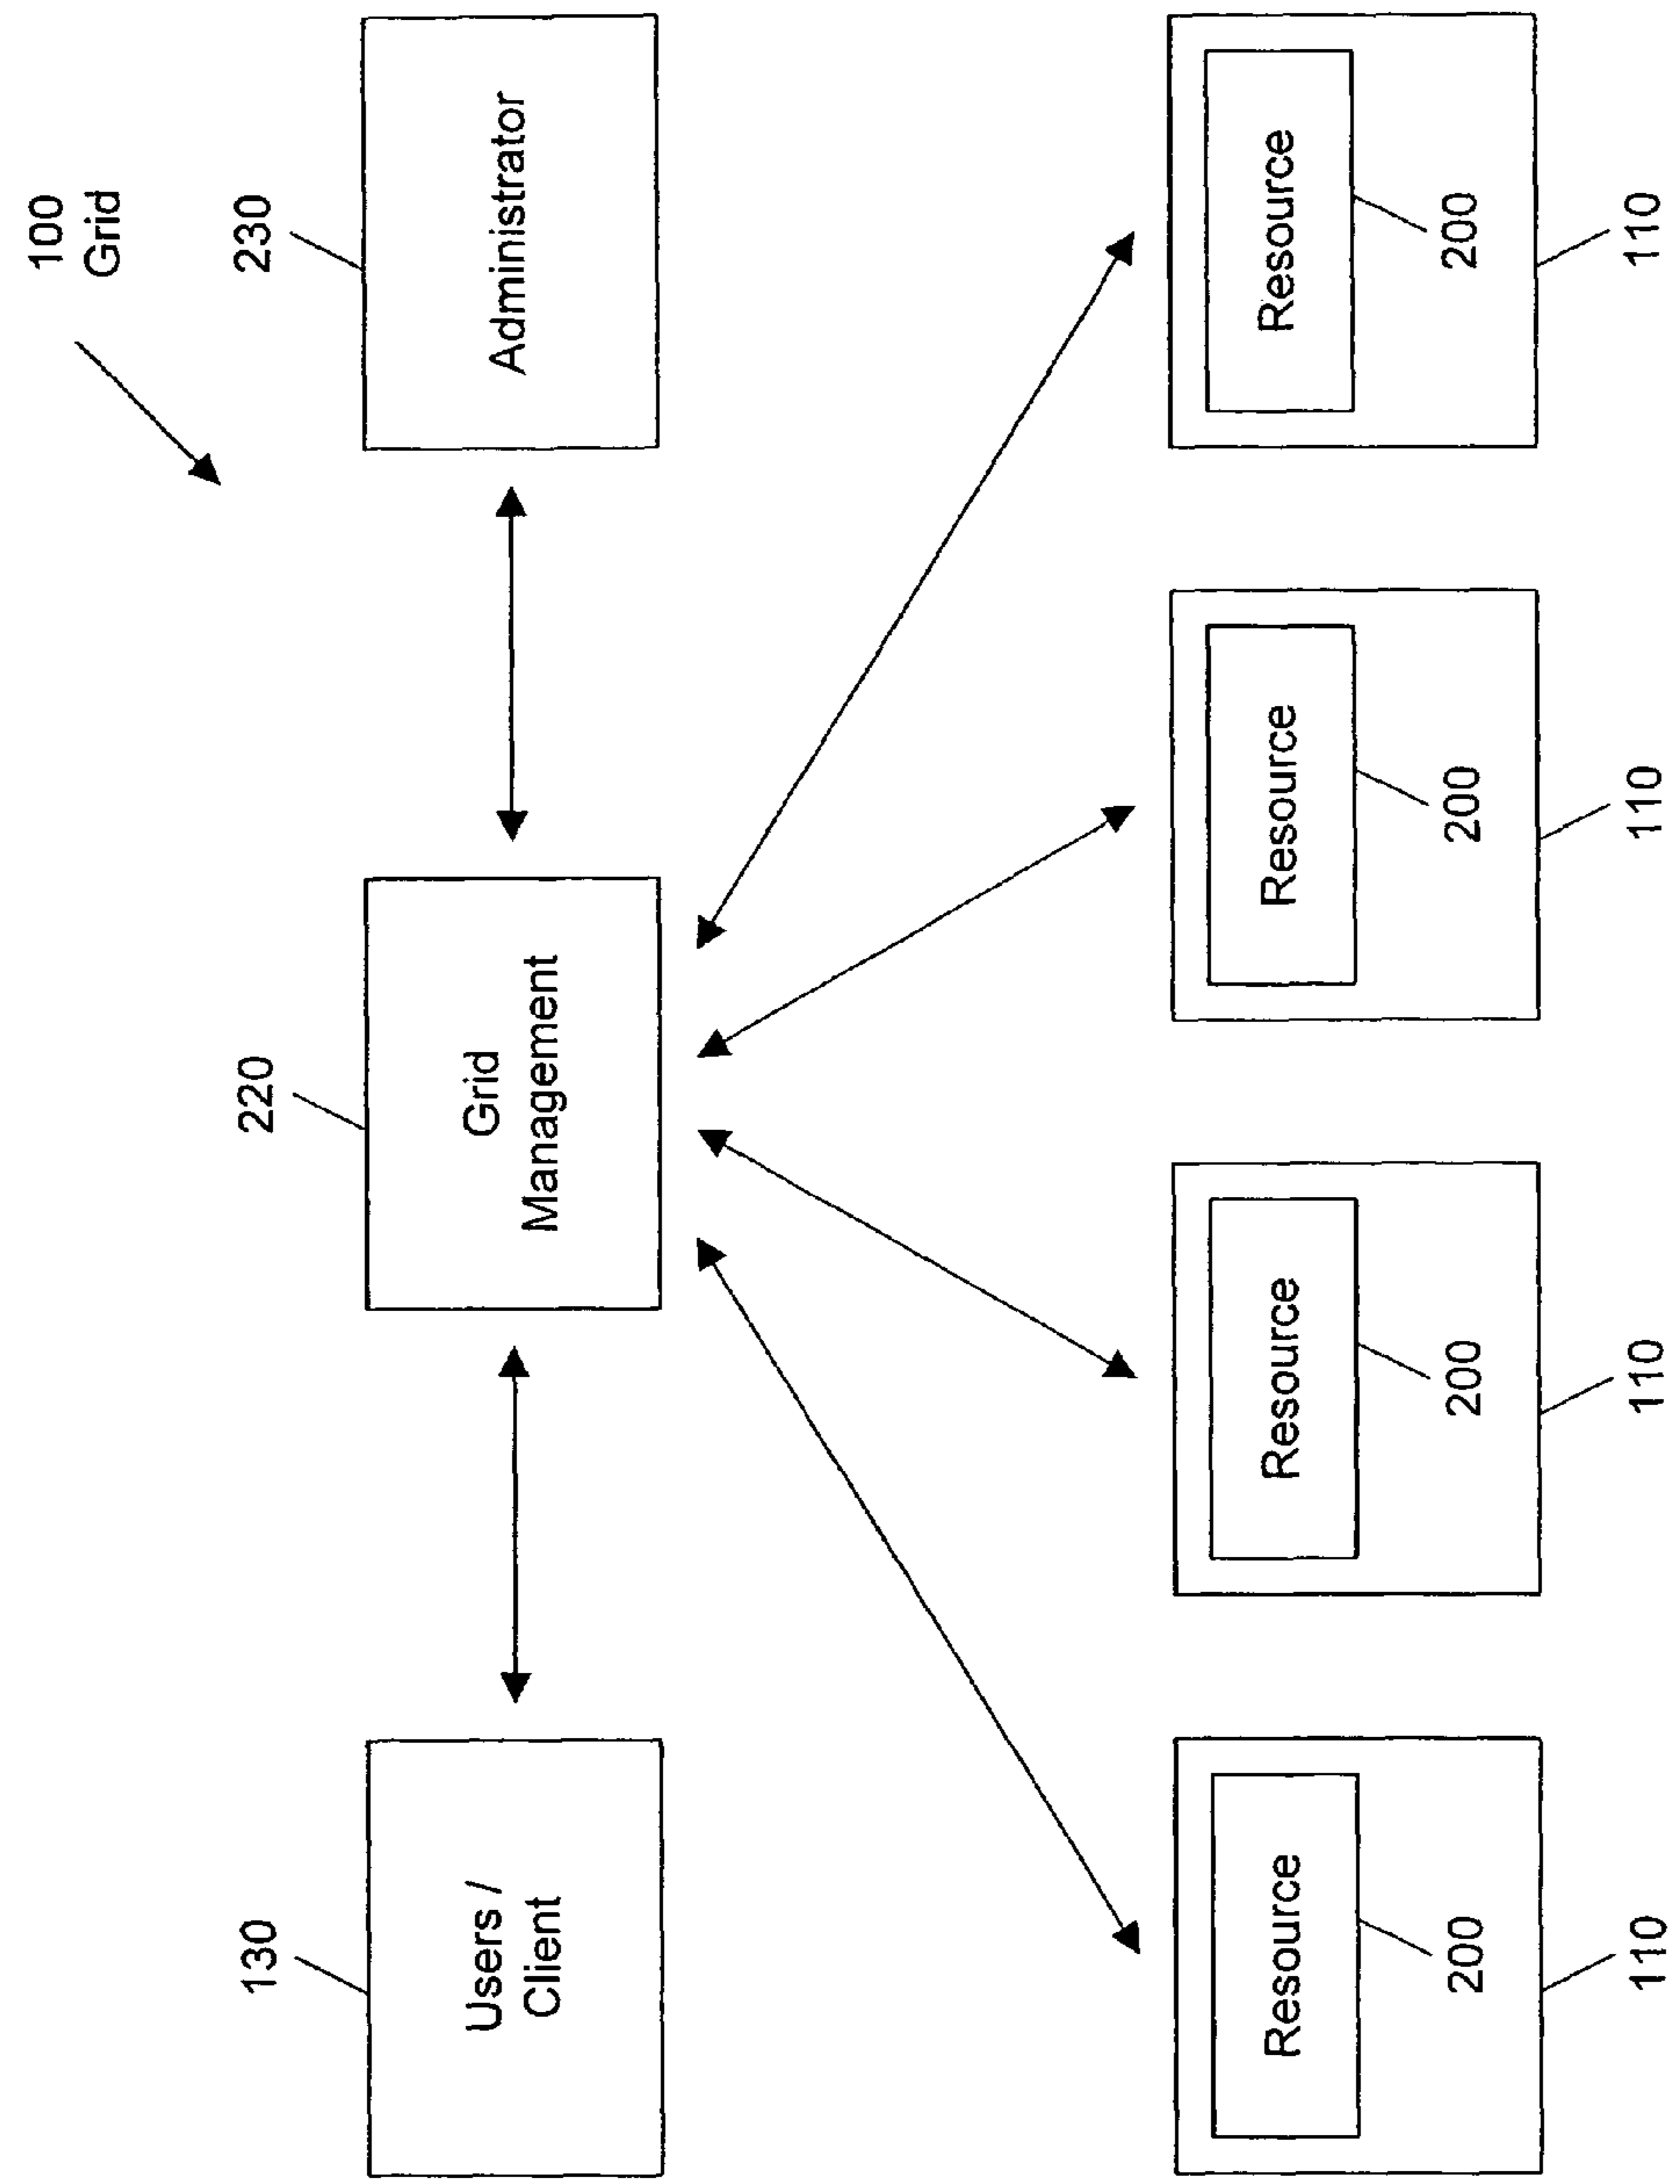 100
Grid
130
220
230
Users /
Client
Grid
Management
Administrator
Resource
Resource
Resource
Resource
200
200
200
200
110
110
110
110